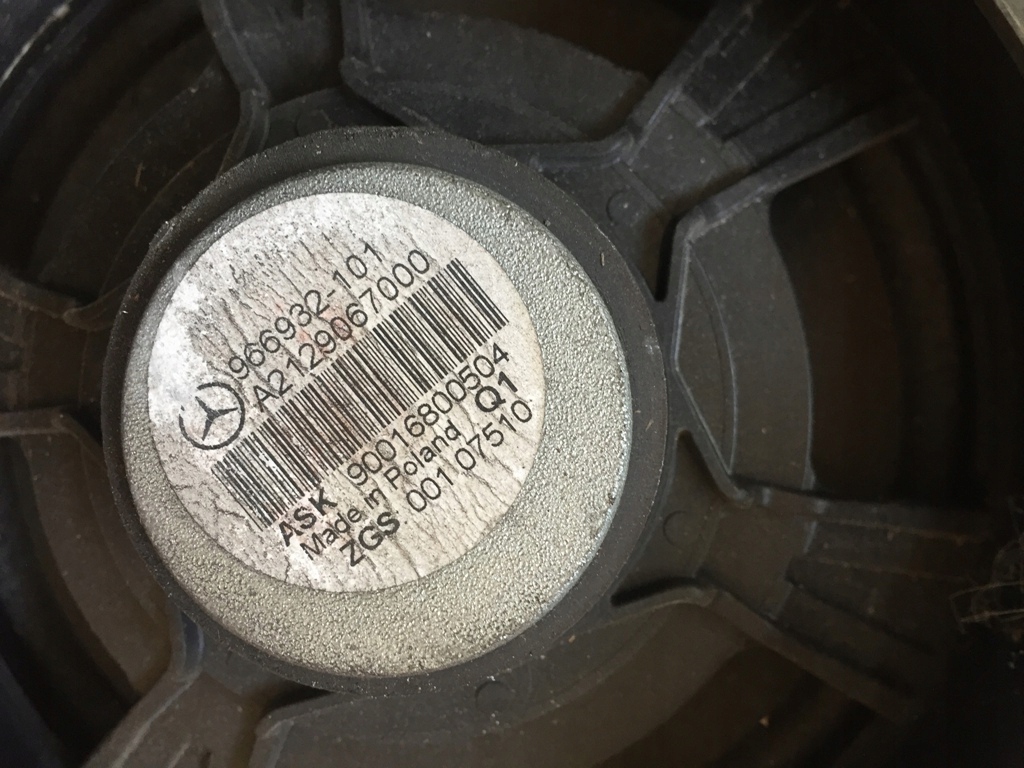 966932-101
A2129067000
ASK 90016800504
Made in Poland Q1
ZGS 001 07510